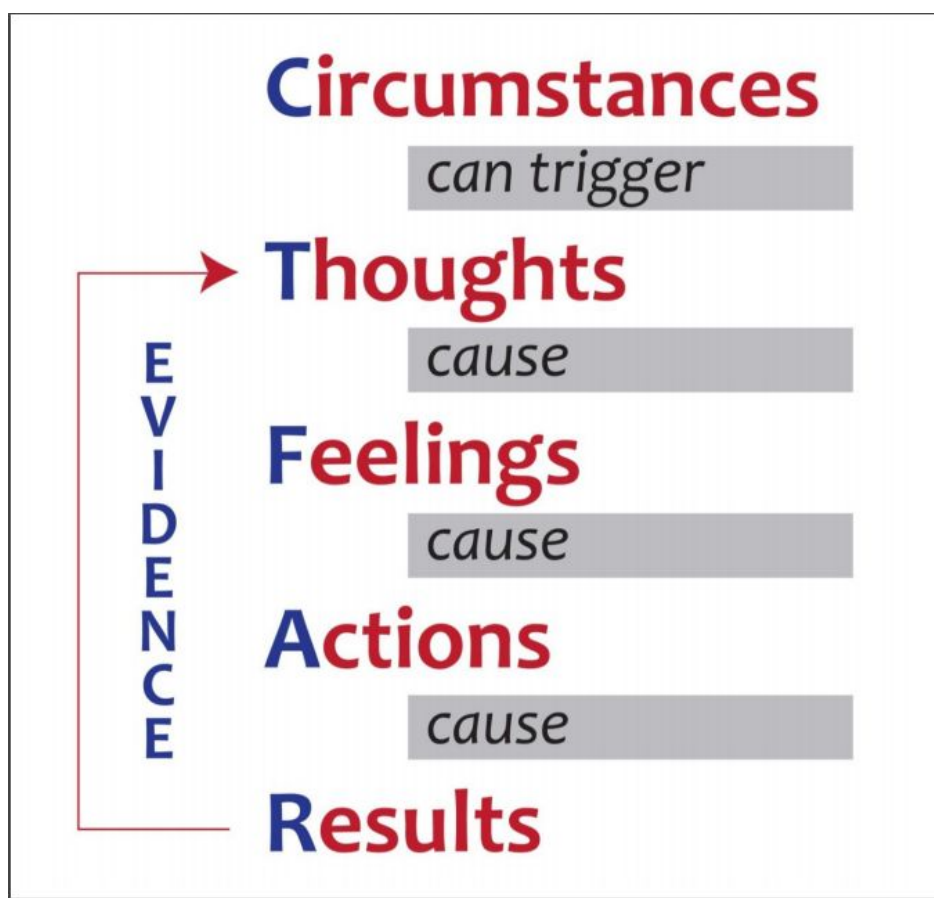 Circumstances
can trigger
Thoughts
cause
Feelings
cause
Actions
cause
Results
EVIDENCE